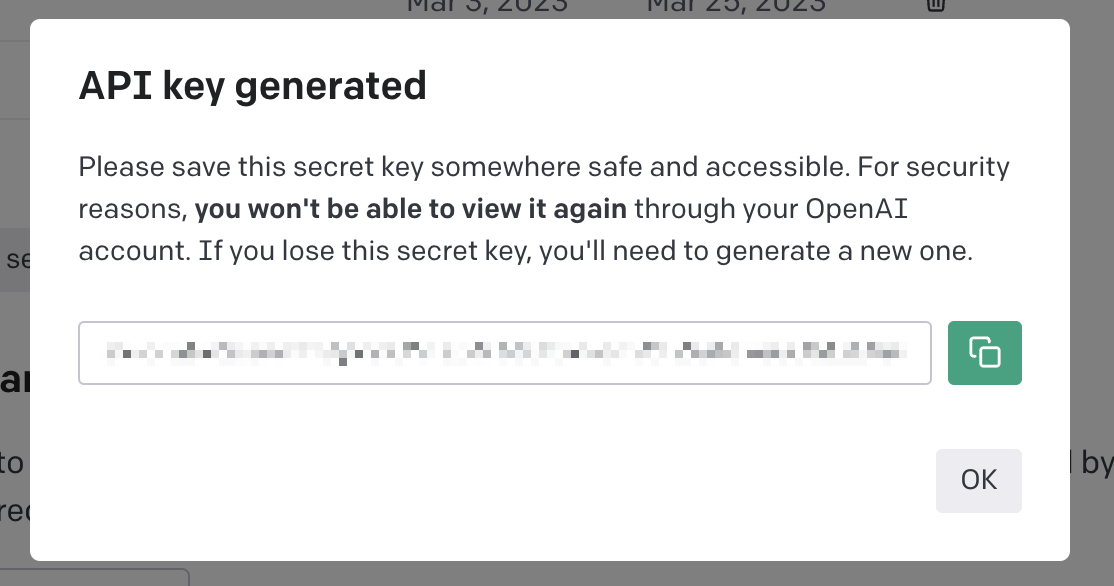 Mar 3, 2023 Mar 25, 2023
API key generated
Please save this secret key somewhere safe and accessible. For security
reasons, you won't be able to view it again through your OpenAI
account. If you lose this secret key, you'll need to generate a new one.
se
ar
to
by
rec
OK